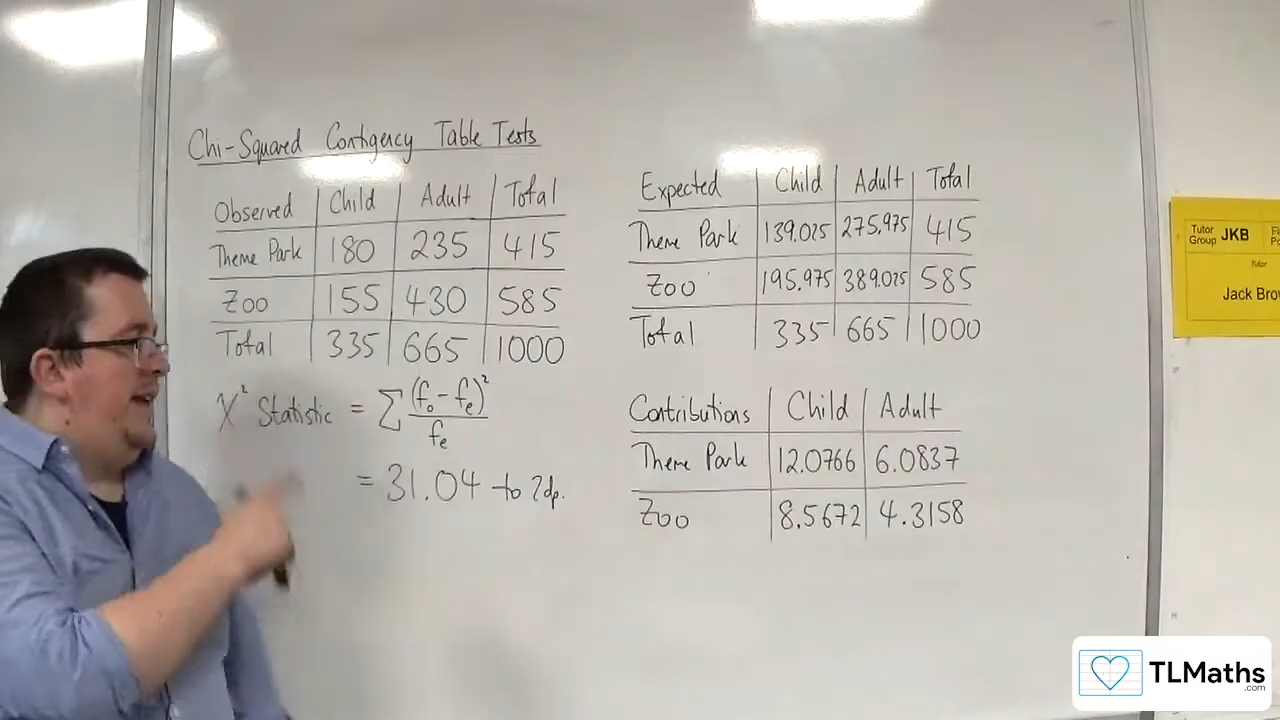 Chi-Squared Contigency Table Tests
Observed Child Adult Total
Theme Park 180 235 415
Zoo 155 430 585
Total 335 665 1000
χ² Statistic = ∑ (fₒ - fₑ)² / fₑ
= 31.04 to 2dp.
Expected Child Adult Total
Theme Park 139.025 275.975 415
Zoo 195.975 389.025 585
Total 335 665 1000
Contributions Child Adult
Theme Park 12.0766 6.0837
Zoo 8.5672 4.3158
Tutor Group JKB
Tutor
Jack
TLMaths
.com